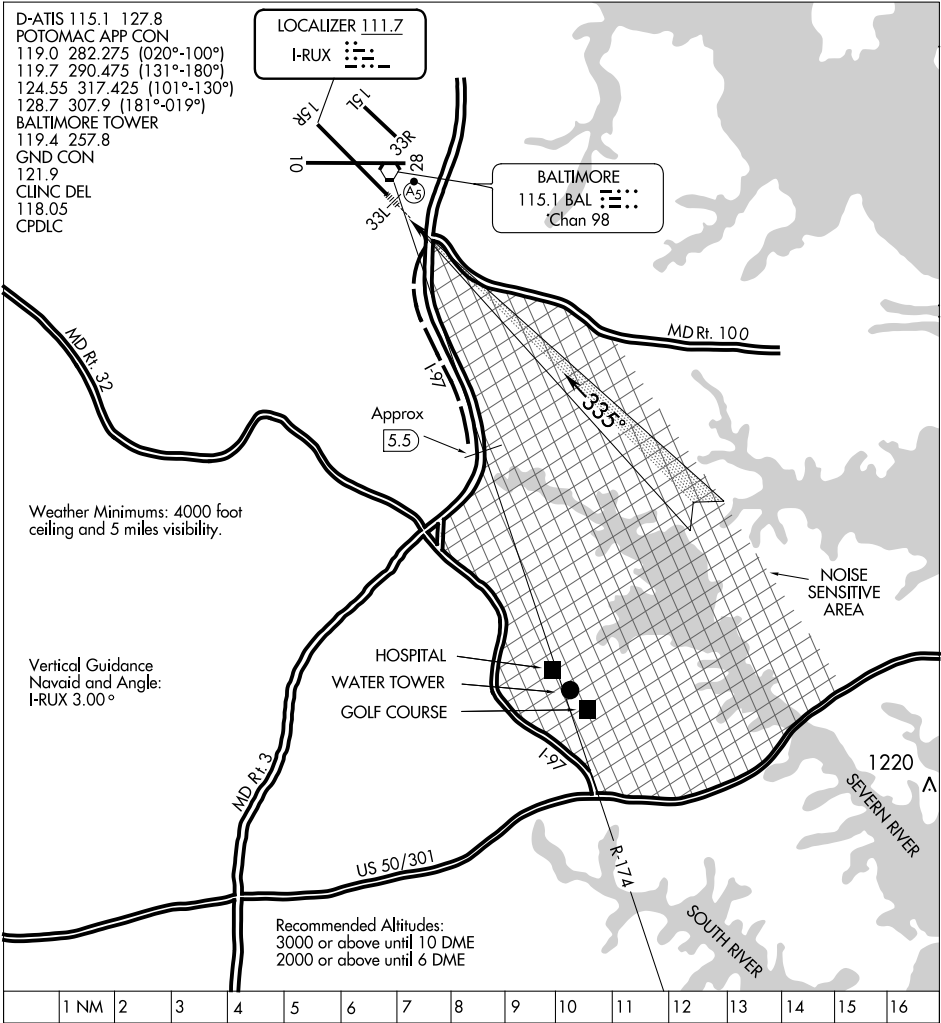 D-ATIS 115.1 127.8
POTOMAC APP CON
119.0 282.275 (020°-100°)
119.7 290.475 (131°-180°)
124.55 317.425 (101°-130°)
128.7 307.9 (181°-019°)
BALTIMORE TOWER
119.4 257.8
GND CON
121.9
CLINC DEL
118.05
CPDLC
LOCALIZER 111.7
I-RUX
15R
15L
33R
10
28
A5
33L
BALTIMORE
115.1 BAL
Chan 98
MD Rt. 32
MD Rt. 100
I-97
335°
Approx
5.5
Weather Minimums: 4000 foot
ceiling and 5 miles visibility.
NOISE
SENSITIVE
AREA
Vertical Guidance
Navaid and Angle:
I-RUX 3.00°
HOSPITAL
WATER TOWER
GOLF COURSE
I-97
MD Rt. 3
1220
SEVERN RIVER
US 50/301
R-174
SOUTH RIVER
Recommended Altitudes:
3000 or above until 10 DME
2000 or above until 6 DME
1 NM 2 3 4 5 6 7 8 9 10 11 12 13 14 15 16